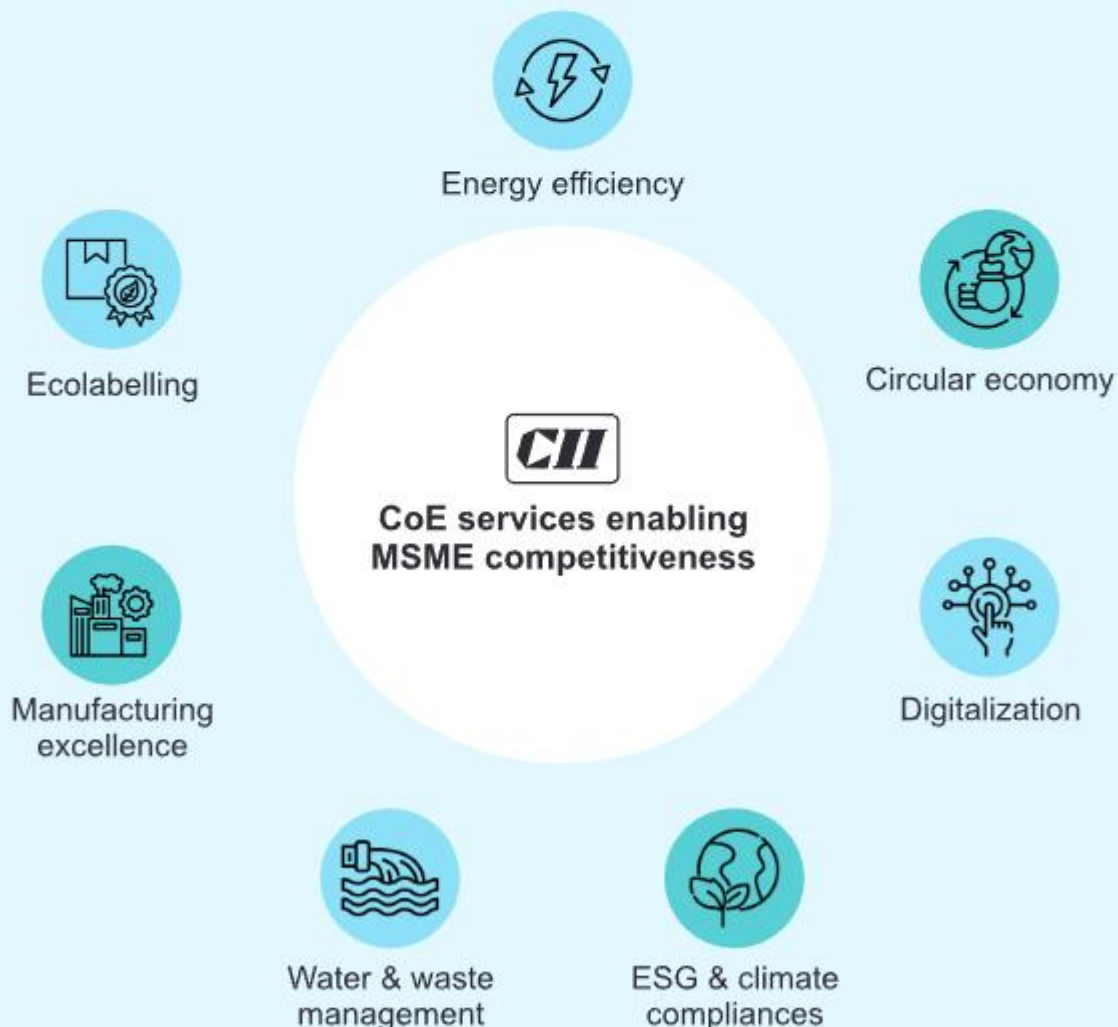 Energy efficiency
Ecolabelling
Circular economy
CII
CoE services enabling
MSME competitiveness
Manufacturing
excellence
Digitalization
Water & waste
management
ESG & climate
compliances